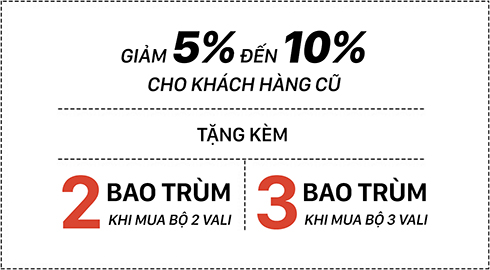 GIẢM 5% ĐẾN 10%
CHO KHÁCH HÀNG CŨ
TẶNG KÈM
2 BAO TRÙM
KHI MUA BỘ 2 VALI
3 BAO TRÙM
KHI MUA BỘ 3 VALI